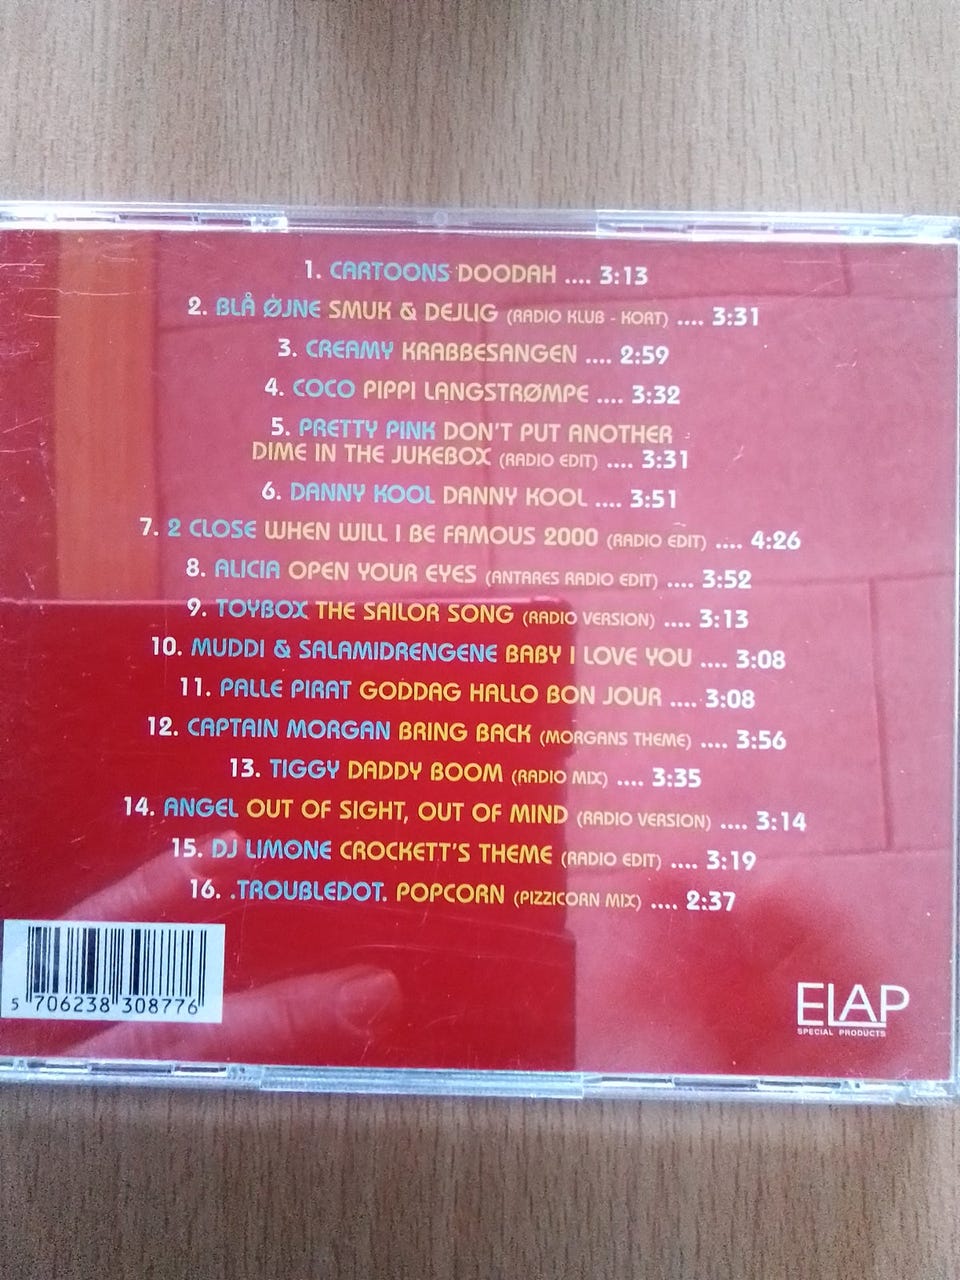 1. CARTOONS DOODAH .... 3:13
2. BLÅ ØJNE SMUK & DEJLIG (RADIO KLUB - KORT) .... 3:31
3. CREAMY KRABBESANGEN .... 2:59
4. COCO PIPPI LANGSTRØMPE .... 3:32
5. PRETTY PINK DON'T PUT ANOTHER
DIME IN THE JUKEBOX (RADIO EDIT) .... 3:31
6. DANNY KOOL DANNY KOOL .... 3:51
7. 2 CLOSE WHEN WILL I BE FAMOUS 2000 (RADIO EDIT) .... 4:26
8. ALICIA OPEN YOUR EYES (ANTARES RADIO EDIT) .... 3:52
9. TOYBOX THE SAILOR SONG (RADIO VERSION) .... 3:13
10. MUDDI & SALAMIDRENGENE BABY I LOVE YOU .... 3:08
11. PALLE PIRAT GODDAG HALLO BON JOUR .... 3:08
12. CAPTAIN MORGAN BRING BACK (MORGANS THEME) .... 3:56
13. TIGGY DADDY BOOM (RADIO MIX) .... 3:35
14. ANGEL OUT OF SIGHT, OUT OF MIND (RADIO VERSION) .... 3:14
15. DJ LIMONE CROCKETT'S THEME (RADIO EDIT) .... 3:19
16. .TROUBLEDOT. POPCORN (PIZZICORN MIX) .... 2:37
5 706238 308776
ELAP
SPECIAL PRODUCTS